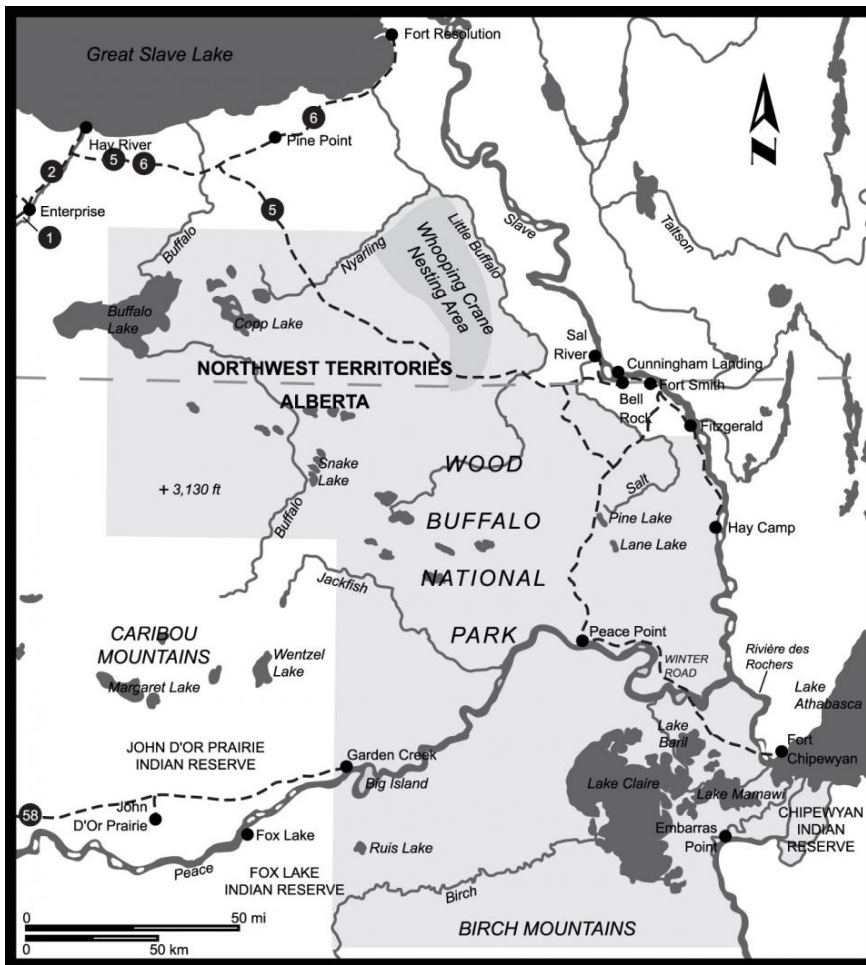 Fort Resolution
Great Slave Lake
6
Hay River
Pine Point
2
5
6
Enterprise
5
1
N
Slave
Taltson
Buffalo
Nyarling
Little Buffalo
Whooping Crane
Nesting Area
Buffalo
Lake
Copp Lake
Sal
River
Cunningham Landing
NORTHWEST TERRITORIES
Fort Smith
ALBERTA
Bell
Rock
Fitzgerald
Snake
Lake
WOOD
+ 3,130 ft
Salt
Buffalo
BUFFALO
Pine Lake
Hay Camp
Lane Lake
Jackfish
NATIONAL
CARIBOU
MOUNTAINS
PARK
Peace Point
Wentzel
Lake
WINTER
ROAD
Rivière des
Rochers
Margaret Lake
Lake
Athabasca
Lake
Baril
JOHN D'OR PRAIRIE
INDIAN RESERVE
Garden Creek
Fort
Chipewyan
Big Island
Lake Claire
Lake Mamawi
58
John
D'Or Prairie
CHIPEWYAN
INDIAN
RESERVE
Fox Lake
Embarras
Point
Peace
Ruis Lake
FOX LAKE
INDIAN RESERVE
Birch
0 50 mi
BIRCH MOUNTAINS
0 50 km